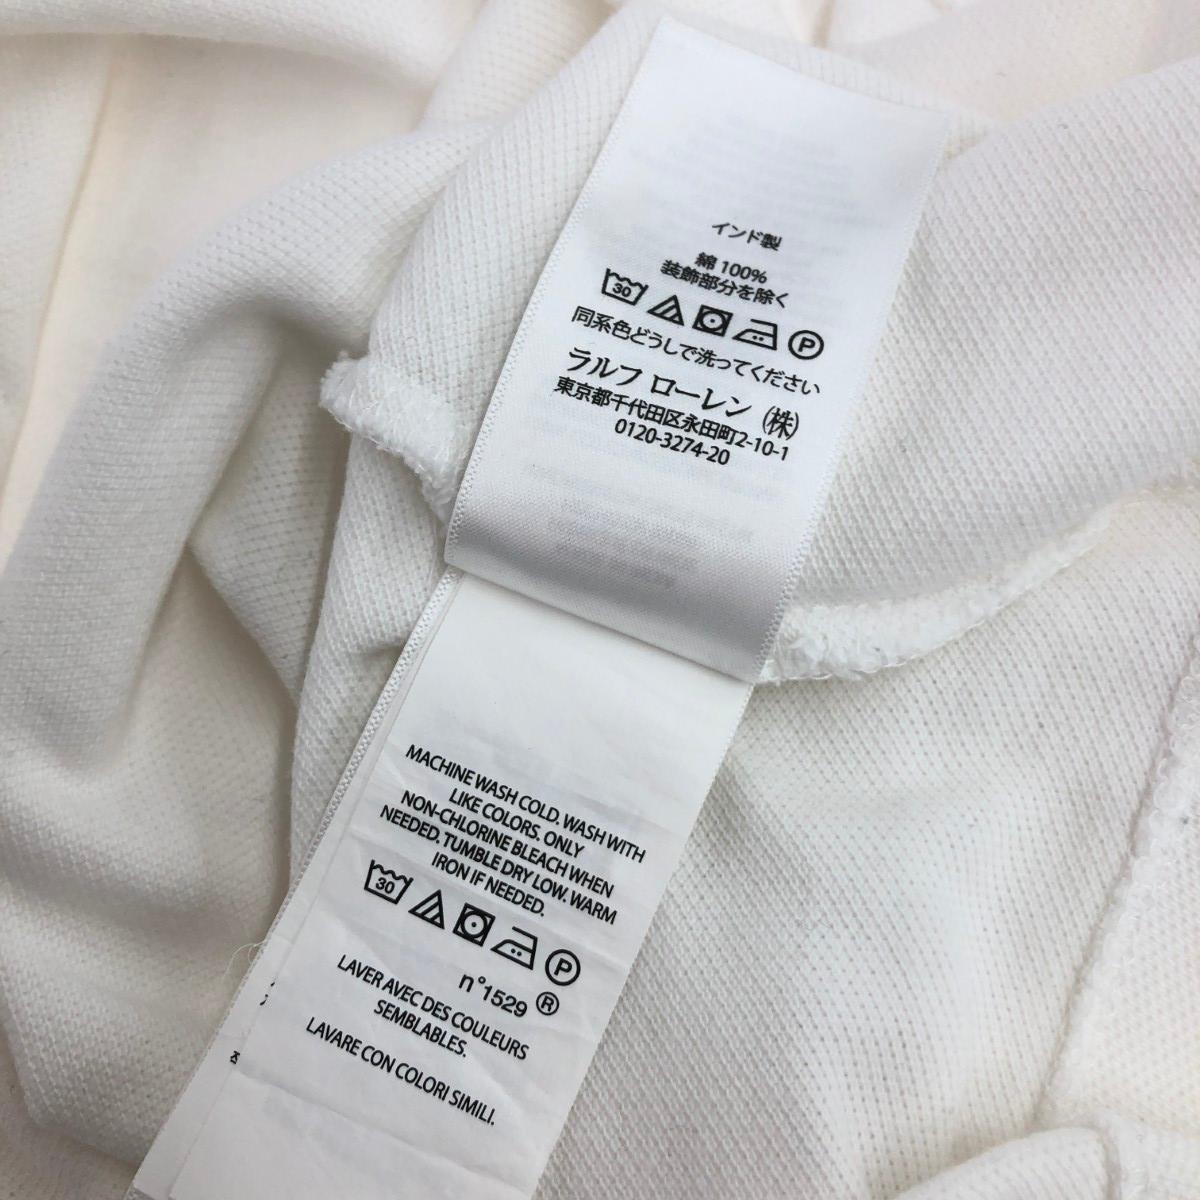 インド製
綿 100%
装飾部分を除く
30 P
同系色どうしで洗ってください
ラルフ ローレン (株)
東京都千代田区永田町2-10-1
0120-3274-20
MACHINE WASH COLD. WASH WITH
LIKE COLORS. ONLY
NON-CHLORINE BLEACH WHEN
NEEDED. TUMBLE DRY LOW. WARM
IRON IF NEEDED.
30 P
n°1529 ®
LAVER AVEC DES COULEURS
SEMBLABLES.
LAVARE CON COLORI SIMILI.